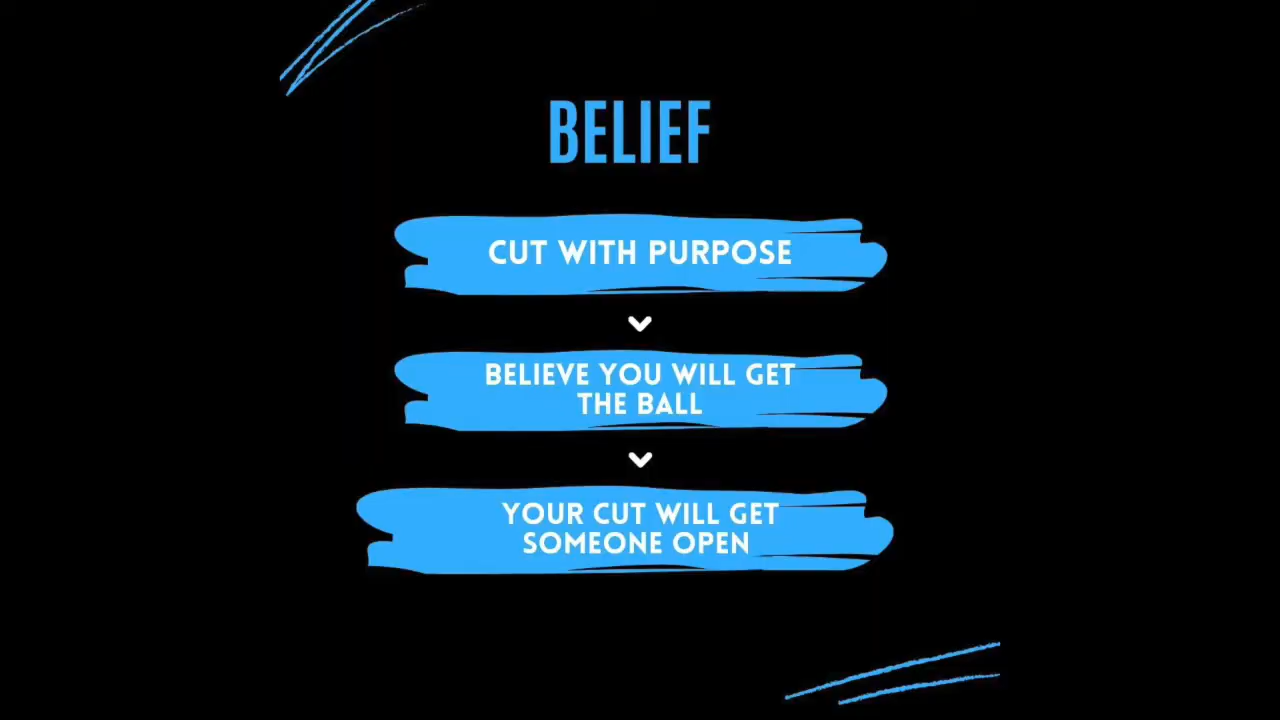 BELIEF
CUT WITH PURPOSE
BELIEVE YOU WILL GET
THE BALL
YOUR CUT WILL GET
SOMEONE OPEN